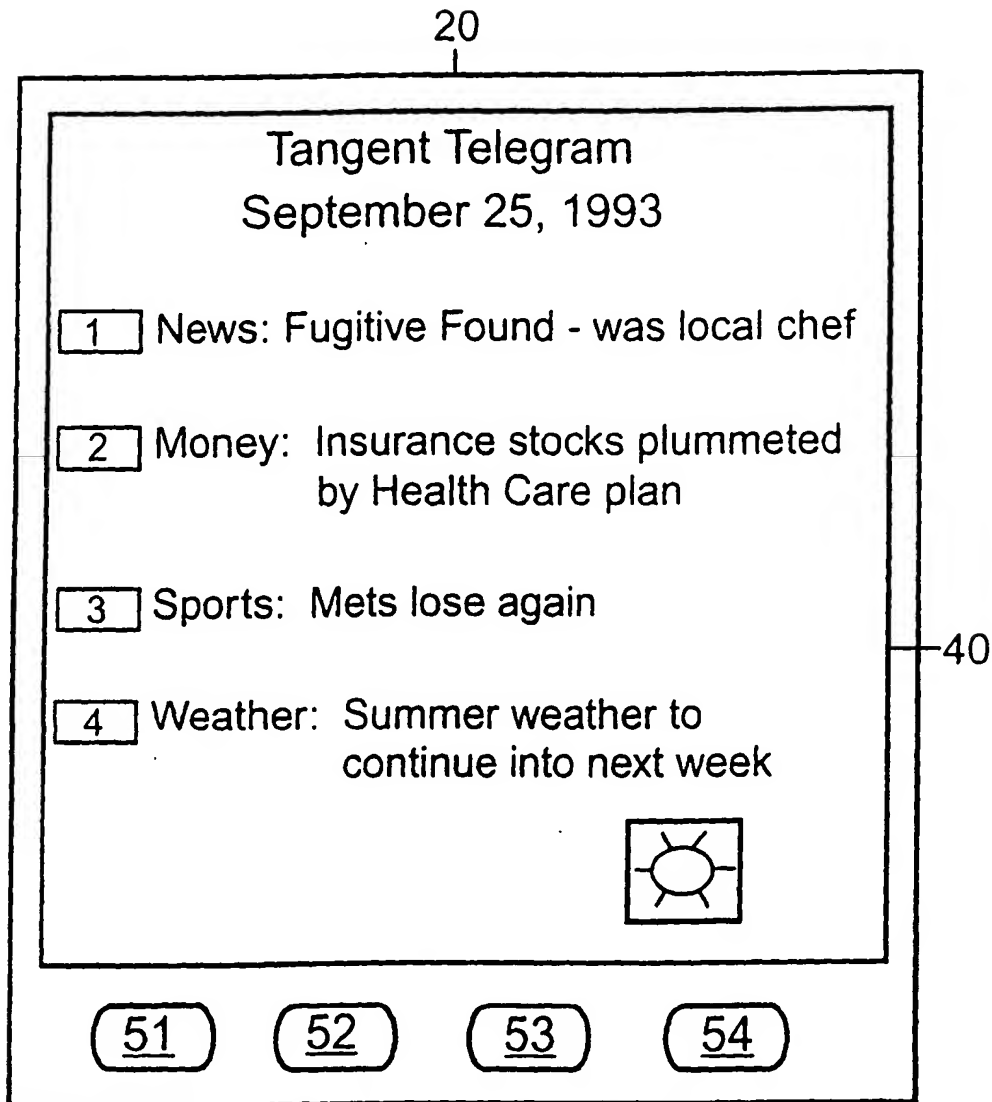 20
Tangent Telegram
September 25, 1993
1 News: Fugitive Found - was local chef
2 Money: Insurance stocks plummeted
by Health Care plan
3 Sports: Mets lose again
40
4 Weather: Summer weather to
continue into next week
51 52 53 54